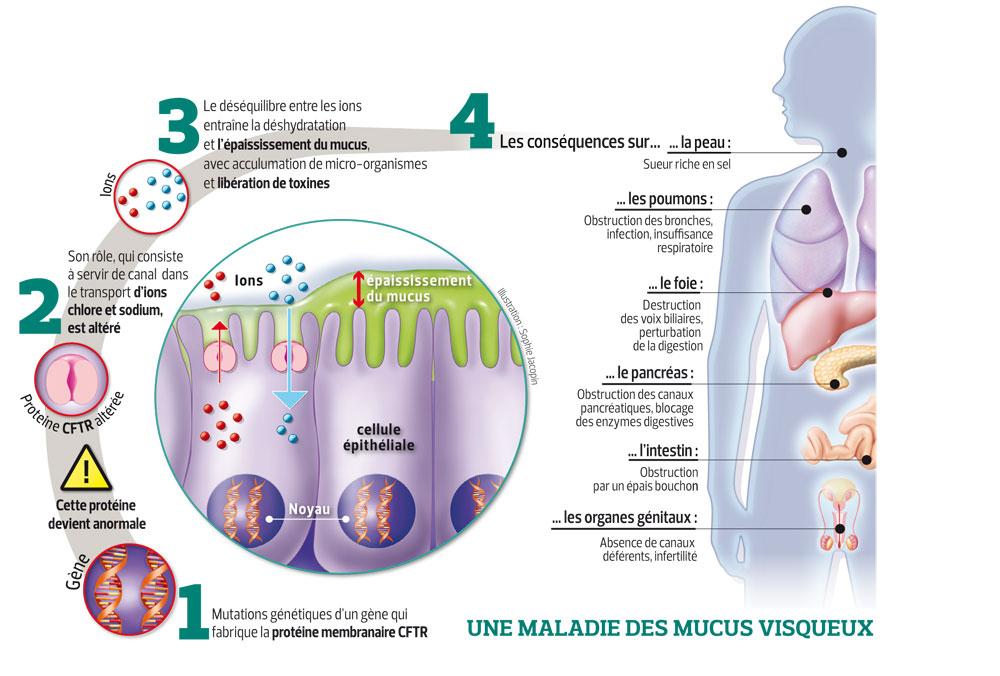 3
Le déséquilibre entre les ions
entraîne la déshydratation
et l'épaississement du mucus,
avec acculumation de micro-organismes
et libération de toxines
4
Les conséquences sur...
... la peau :
Sueur riche en sel
... les poumons :
Obstruction des bronches,
infection, insuffisance
respiratoire
... le foie :
Destruction
des voix biliaires,
perturbation
de la digestion
... le pancréas :
Obstruction des canaux
pancréatiques, blocage
des enzymes digestives
... l'intestin :
Obstruction
par un épais bouchon
... les organes génitaux :
Absence de canaux
déférents, infertilité
Ions
2
Son rôle, qui consiste
à servir de canal dans
le transport d'ions
chlore et sodium,
est altéré
Protéine CFTR altérée
!
Cette protéine
devient anormale
Gène
1
Mutations génétiques d'un gène qui
fabrique la protéine membranaire CFTR
Ions
épaississement
du mucus
cellule
épithéliale
Noyau
Illustration : Sophie Jacopin
UNE MALADIE DES MUCUS VISQUEUX